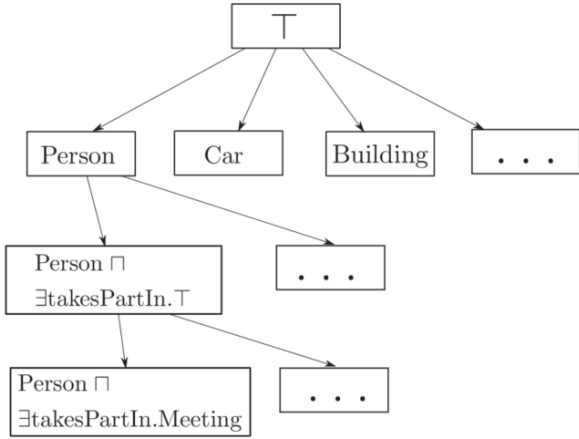 ⊤
Person
Car
Building
. . .
Person ⊓
∃takesPartIn.⊤
. . .
Person ⊓
∃takesPartIn.Meeting
. . .